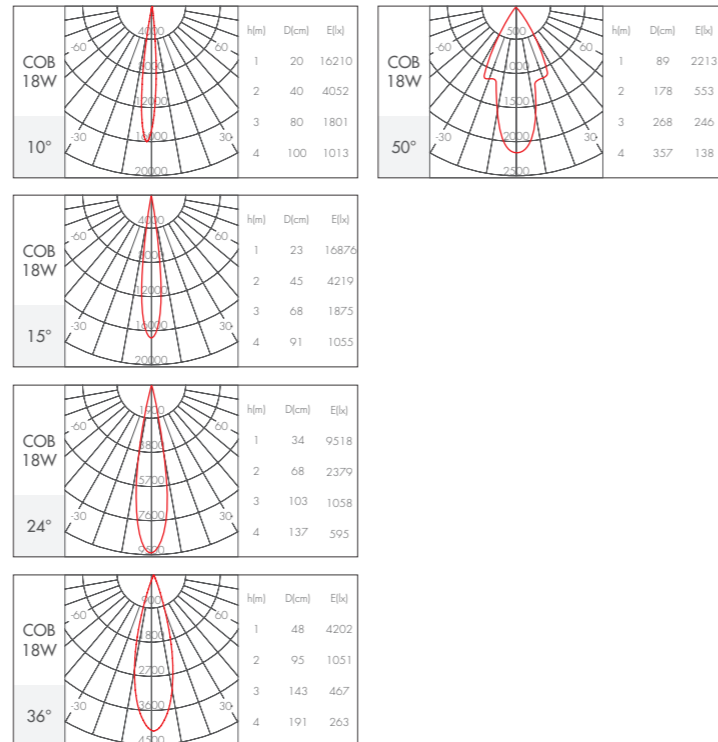 COB
18W
10°
-60
60
-30
30
4000
8000
12000
16000
20000
h(m) D(cm) E(lx)
1 20 16210
2 40 4052
3 80 1801
4 100 1013
COB
18W
50°
-60
60
-30
30
500
1000
1500
2000
2500
h(m) D(cm) E(lx)
1 89 2213
2 178 553
3 268 246
4 357 138
COB
18W
15°
-60
60
-30
30
4000
8000
12000
16000
20000
h(m) D(cm) E(lx)
1 23 16876
2 45 4219
3 68 1875
4 91 1055
COB
18W
24°
-60
60
-30
30
1900
3800
5700
7600
9500
h(m) D(cm) E(lx)
1 34 9518
2 68 2379
3 103 1058
4 137 595
COB
18W
36°
-60
60
-30
30
900
1800
2700
3600
4500
h(m) D(cm) E(lx)
1 48 4202
2 95 1051
3 143 467
4 191 263